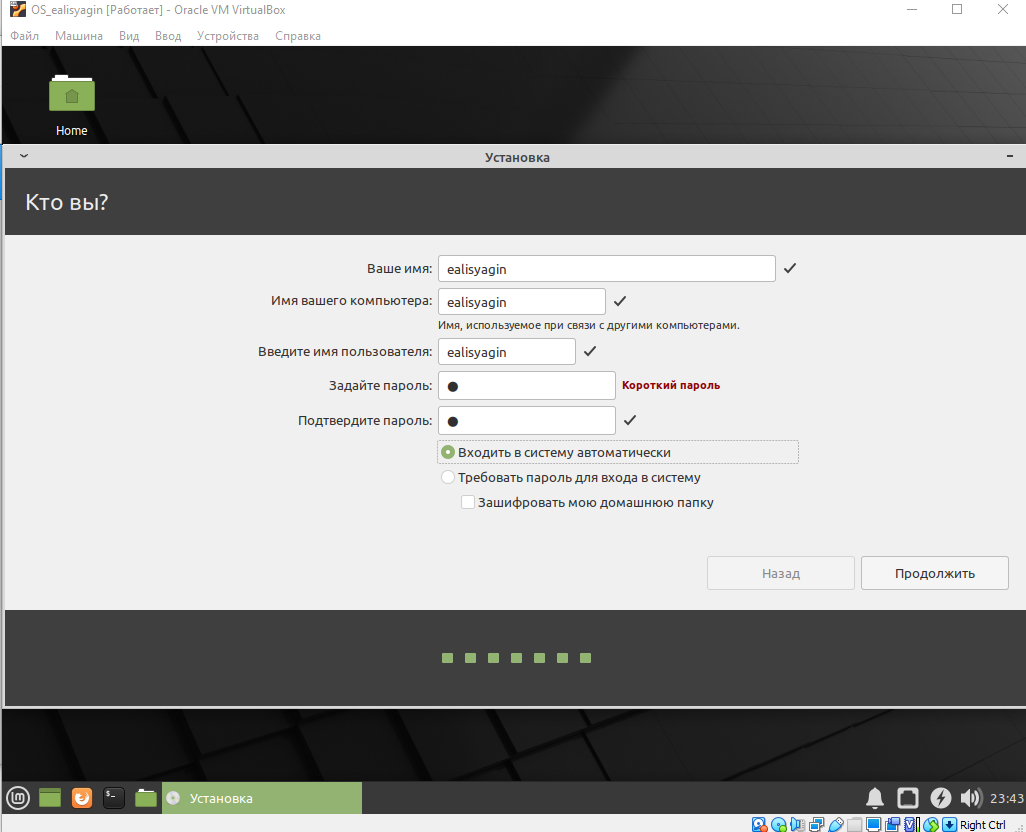 OS_ealisyagin [Работает] - Oracle VM VirtualBox
Файл Машина Вид Ввод Устройства Справка
Home
Установка
Кто вы?
Ваше имя: ealisyagin
Имя вашего компьютера: ealisyagin
Имя, используемое при связи с другими компьютерами.
Введите имя пользователя: ealisyagin
Задайте пароль: ● Короткий пароль
Подтвердите пароль: ●
Входить в систему автоматически
Требовать пароль для входа в систему
Зашифровать мою домашнюю папку
Назад Продолжить
Установка 23:43
Right Ctrl